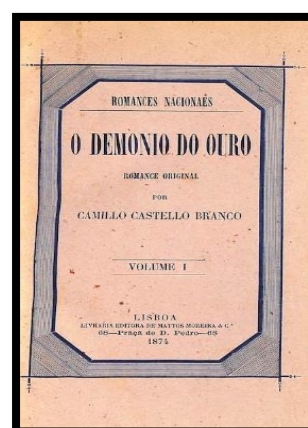 ROMANCES NACIONAES
O DEMONIO DO OURO
ROMANCE ORIGINAL
POR
CAMILLO CASTELLO BRANCO
VOLUME I
LISBOA
LIVRARIA EDITORA DE MATTOS MOREIRA & C.ª
68—Praça de D. Pedro—68
1874